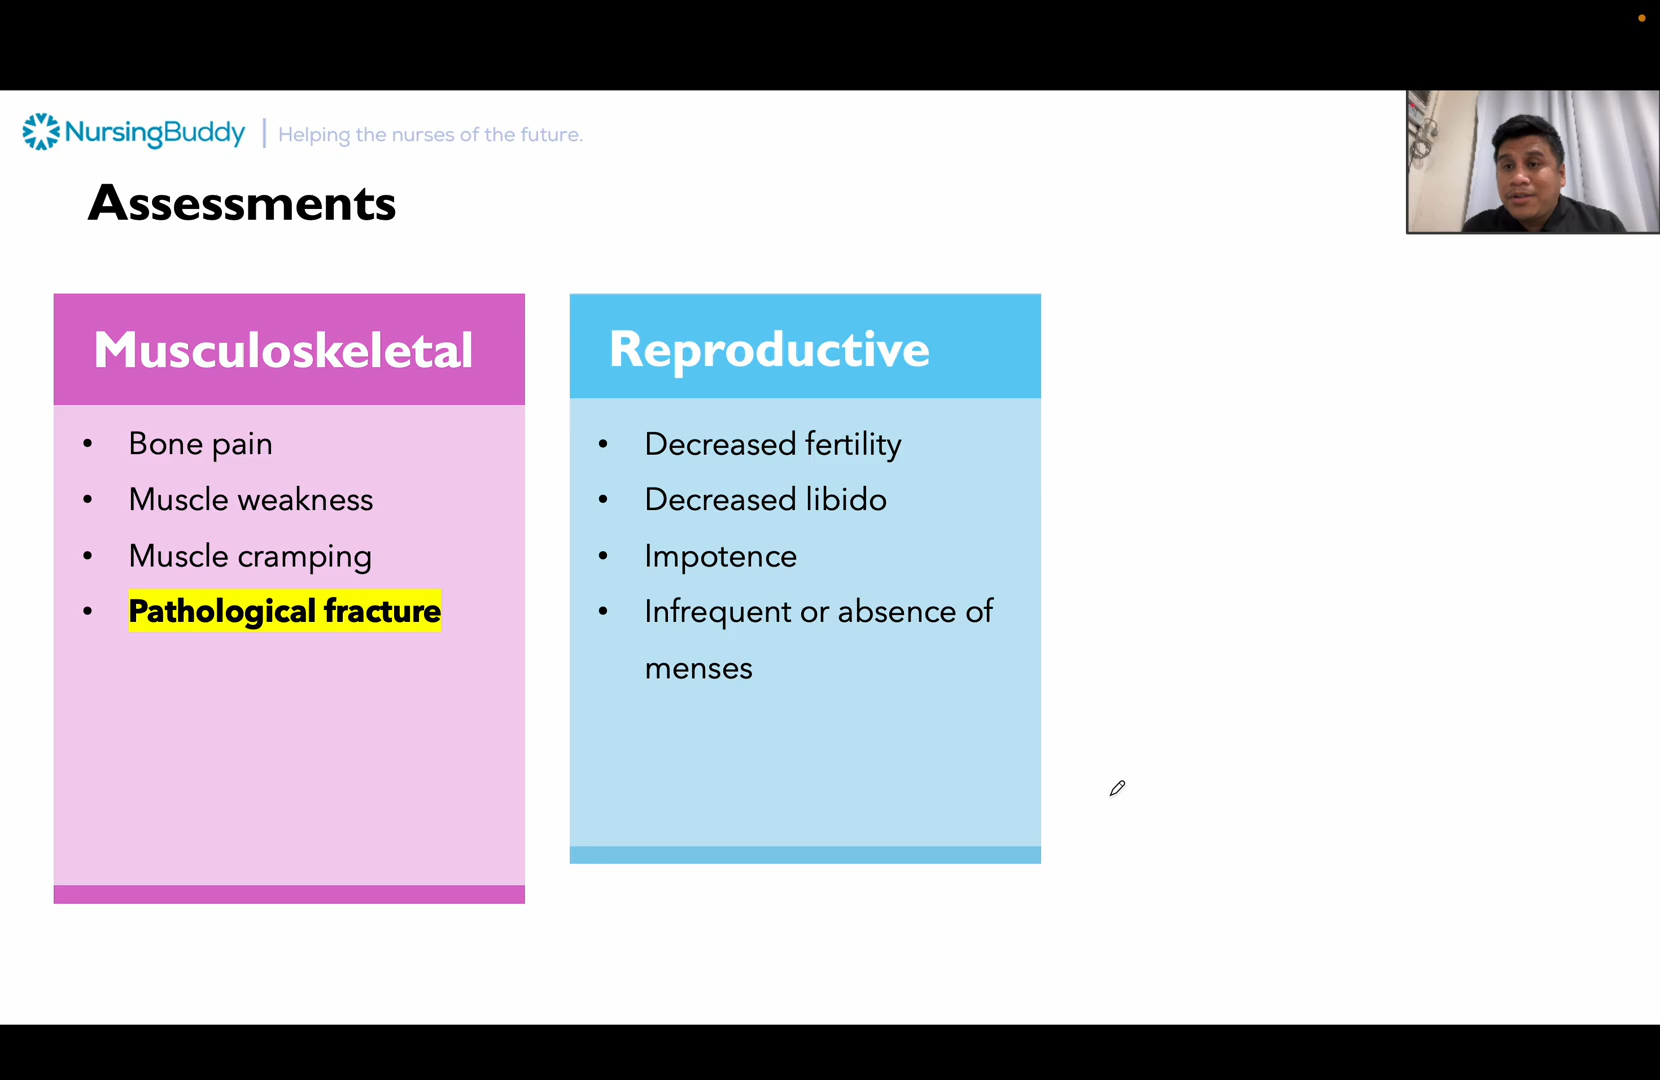 NursingBuddy | Helping the nurses of the future.
Assessments
Musculoskeletal
• Bone pain
• Muscle weakness
• Muscle cramping
• Pathological fracture
Reproductive
• Decreased fertility
• Decreased libido
• Impotence
• Infrequent or absence of
menses